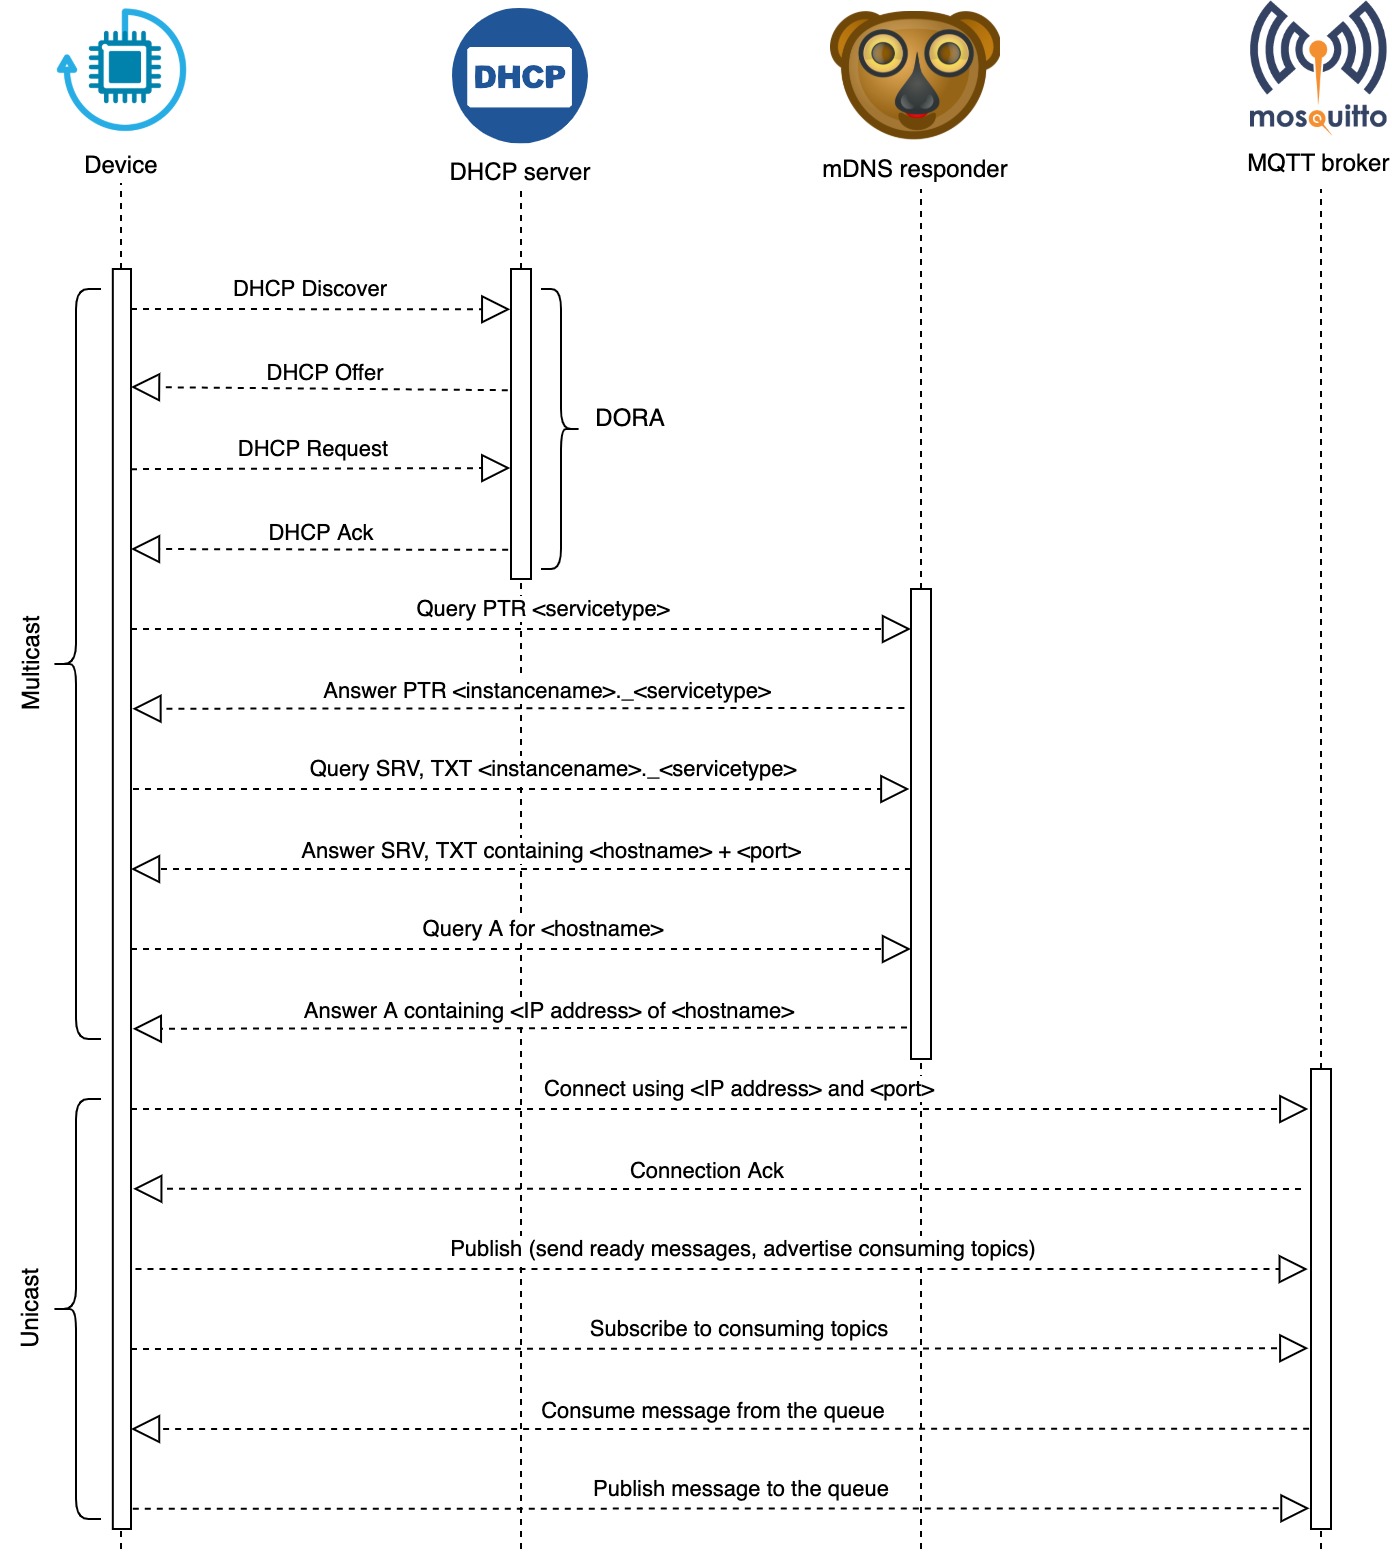 DHCP
mosquitto
Device
DHCP server
mDNS responder
MQTT broker
DHCP Discover
DHCP Offer
DORA
DHCP Request
DHCP Ack
Query PTR <servicetype>
Multicast
Answer PTR <instancename>._<servicetype>
Query SRV, TXT <instancename>._<servicetype>
Answer SRV, TXT containing <hostname> + <port>
Query A for <hostname>
Answer A containing <IP address> of <hostname>
Connect using <IP address> and <port>
Connection Ack
Publish (send ready messages, advertise consuming topics)
Unicast
Subscribe to consuming topics
Consume message from the queue
Publish message to the queue